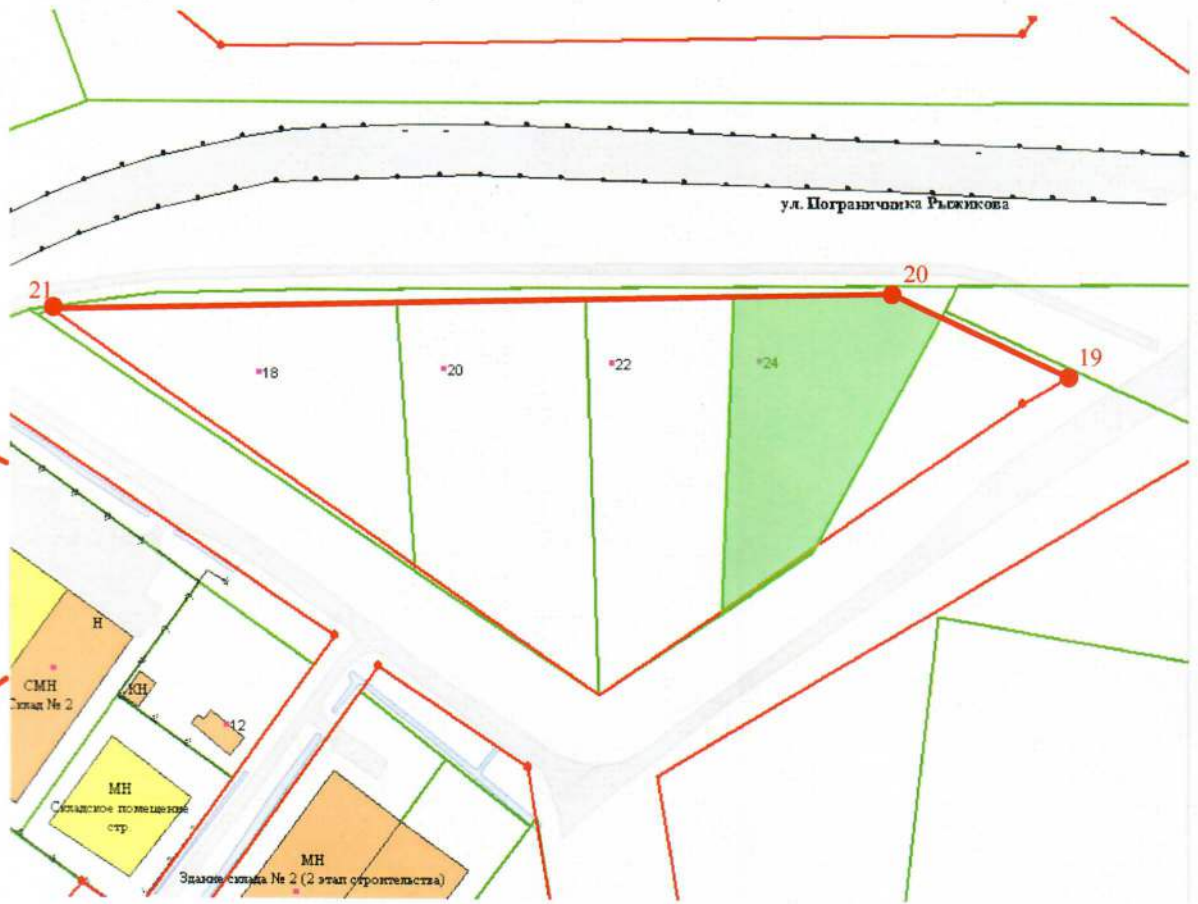 ул. Пограничника Рыжикова
21
20
19
18
20
22
24
Н
СМН
Склад № 2
КН
12
МН
Складское помещение
стр.
МН
Здание склада № 2 (2 этап строительства)